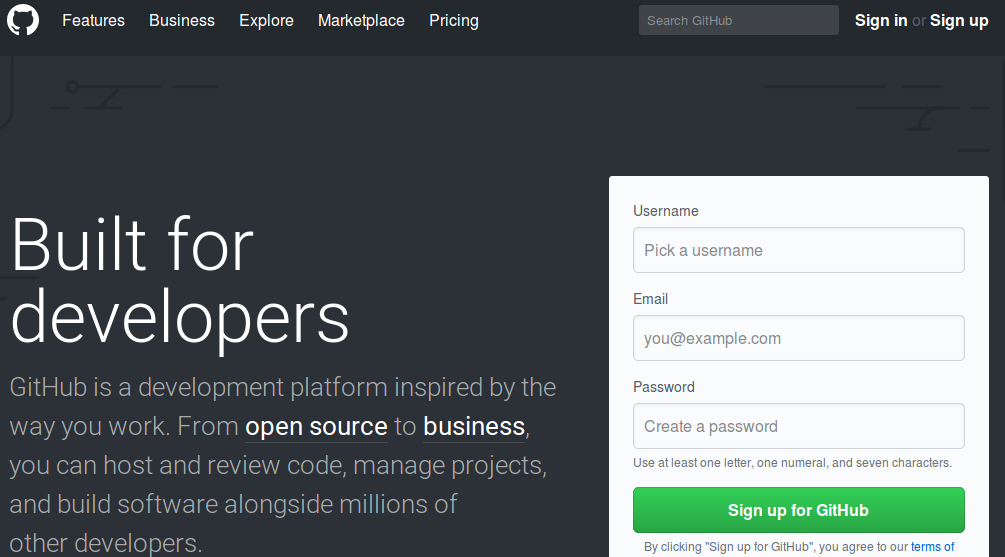 Features Business Explore Marketplace Pricing Search GitHub Sign in or Sign up
Built for
developers
GitHub is a development platform inspired by the
way you work. From open source to business,
you can host and review code, manage projects,
and build software alongside millions of
other developers.
Username
Pick a username
Email
you@example.com
Password
Create a password
Use at least one letter, one numeral, and seven characters.
Sign up for GitHub
By clicking "Sign up for GitHub", you agree to our terms of